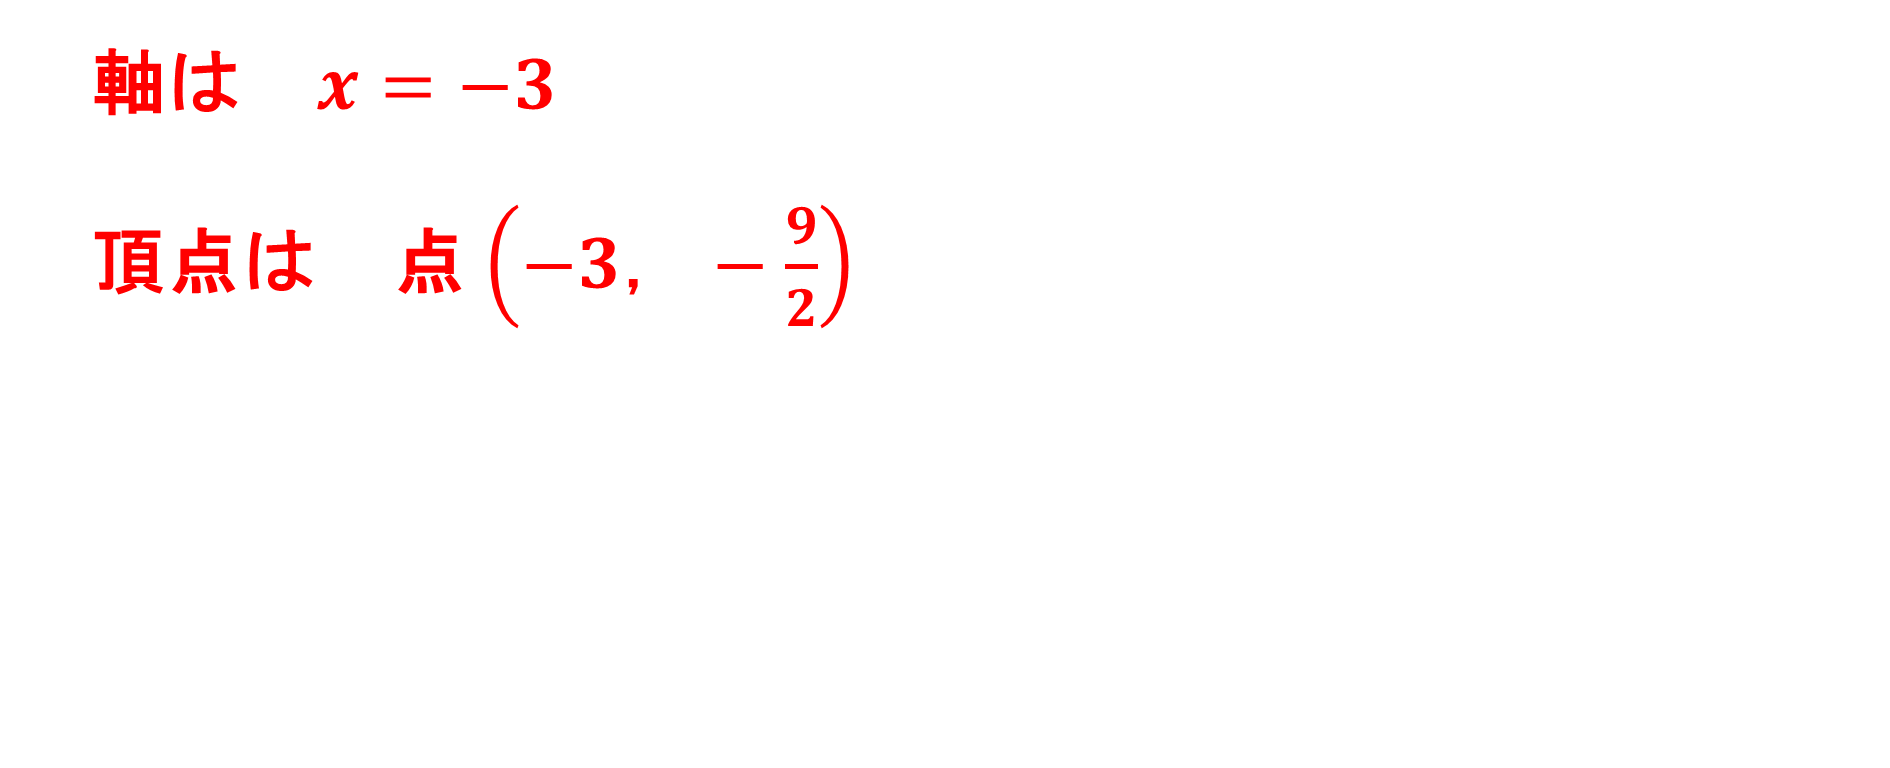 軸は　x = −3
頂点は　点(−3,　−9/2)